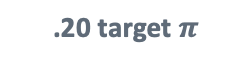 .20 target π